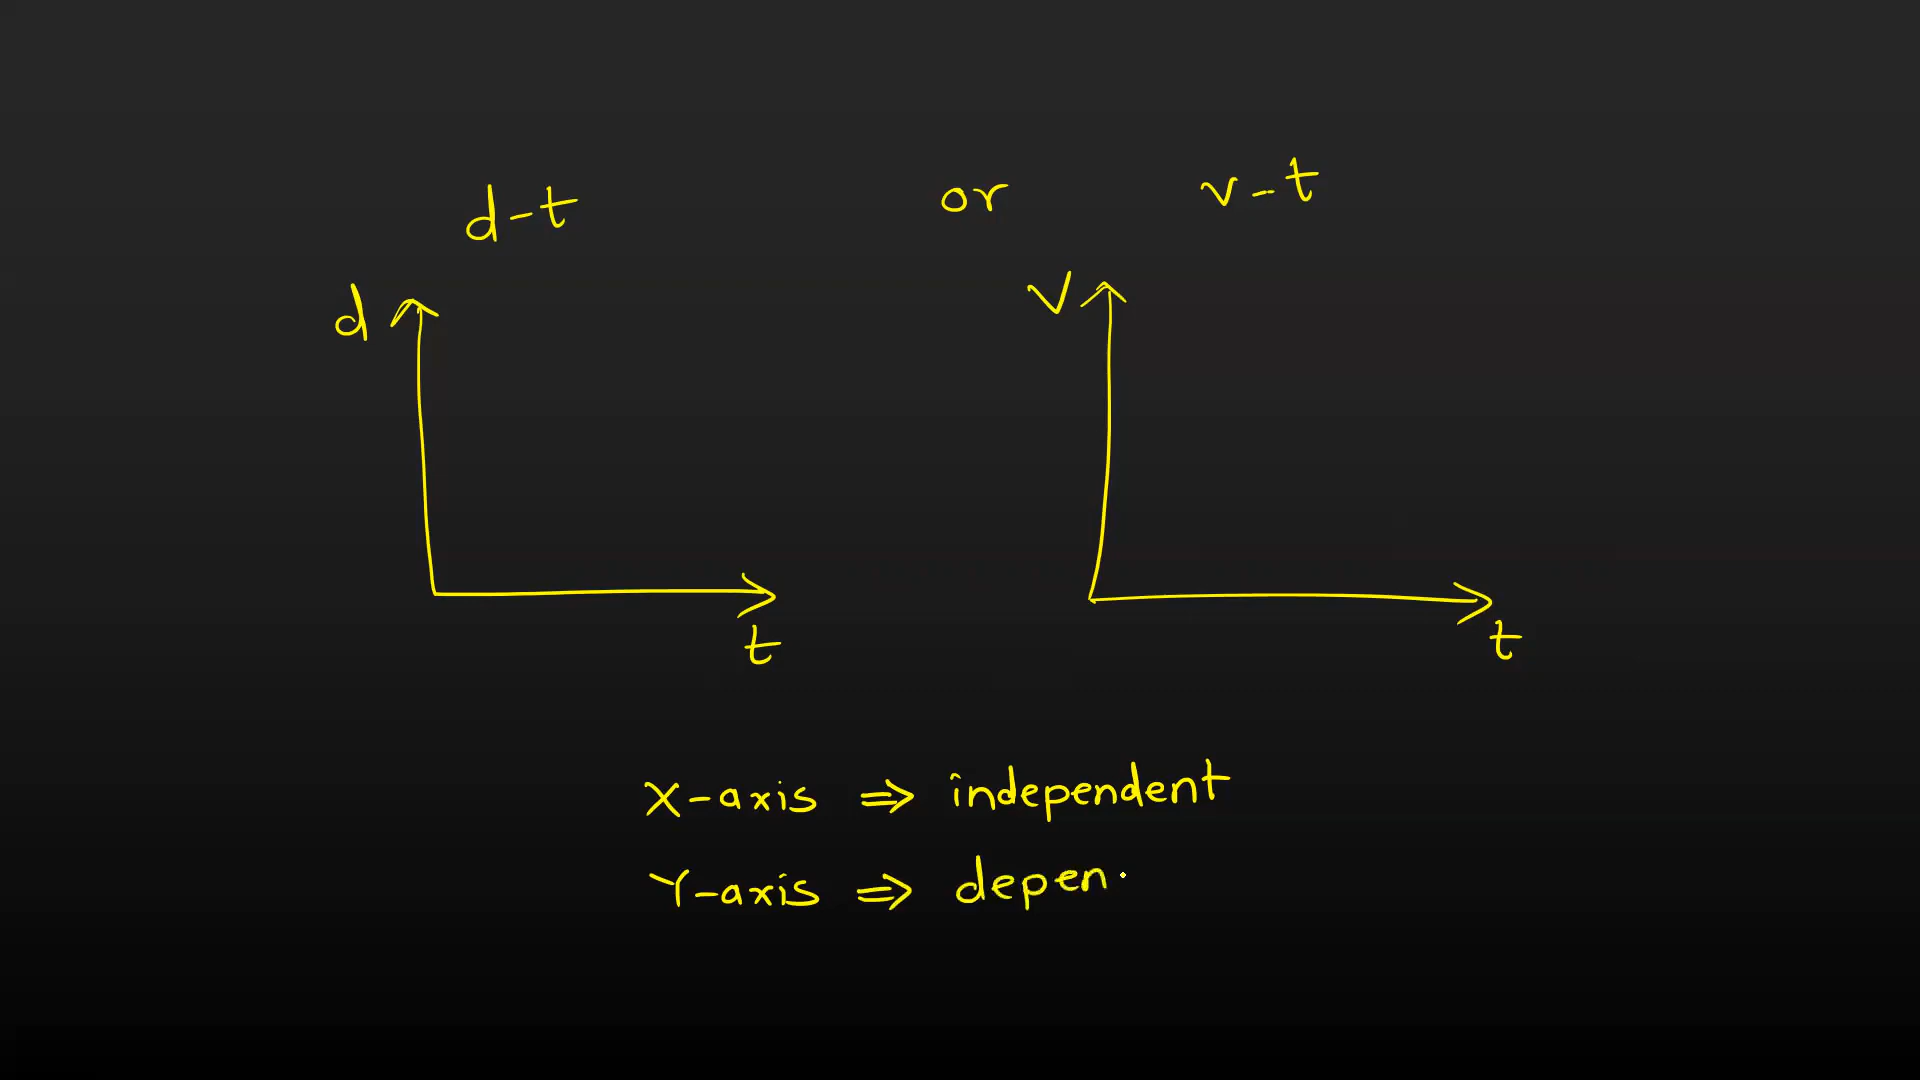 d-t or v-t
d v
t t
X-axis ⇒ independent
Y-axis ⇒ depen